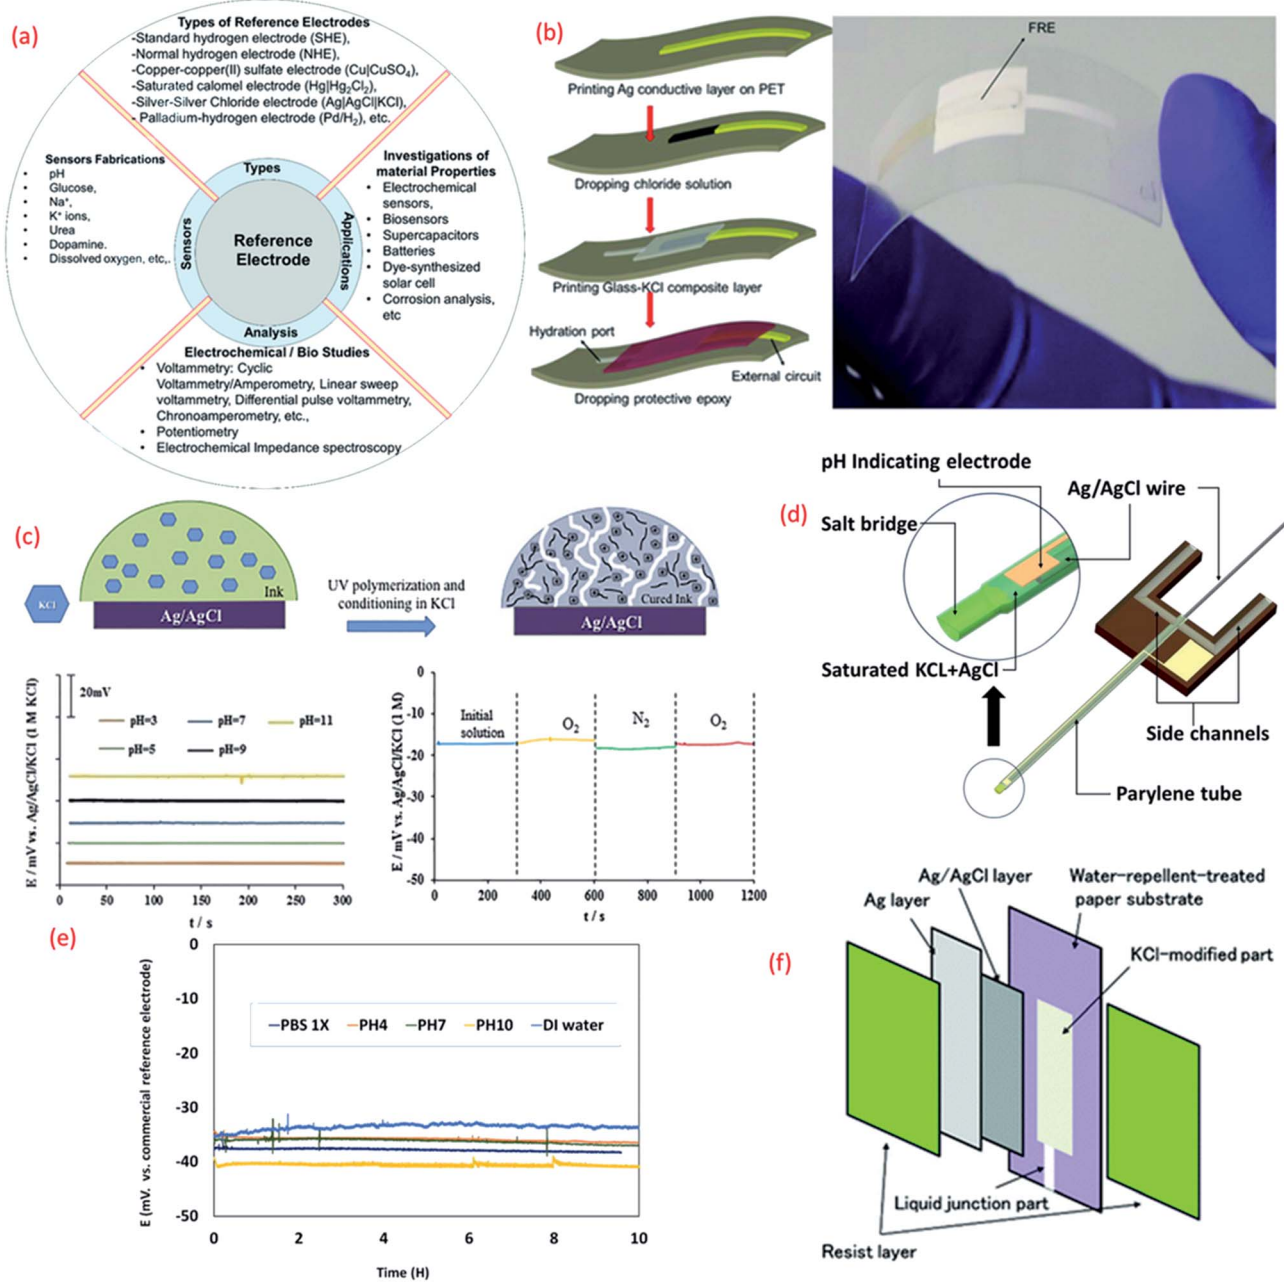 (a)
Types of Reference Electrodes
-Standard hydrogen electrode (SHE),
-Normal hydrogen electrode (NHE),
-Copper-copper(II) sulfate electrode (Cu|CuSO₄),
-Saturated calomel electrode (Hg|Hg₂Cl₂),
-Silver-Silver Chloride electrode (Ag|AgCl|KCl),
- Palladium-hydrogen electrode (Pd/H₂), etc.
Sensors Fabrications
• pH
• Glucose,
• Na⁺,
• K⁺ ions,
• Urea
• Dopamine.
• Dissolved oxygen, etc,.
Types
Sensors
Reference
Electrode
Applications
Analysis
Investigations of
material Properties
• Electrochemical
sensors,
• Biosensors
• Supercapacitors
• Batteries
• Dye-synthesized
solar cell
• Corrosion analysis,
etc
Electrochemical / Bio Studies
• Voltammetry: Cyclic
Voltammetry/Amperometry, Linear sweep
voltammetry, Differential pulse voltammetry,
Chronoamperometry, etc.,
• Potentiometry
• Electrochemical Impedance spectroscopy
(b)
Printing Ag conductive layer on PET
Dropping chloride solution
Printing Glass-KCl composite layer
Hydration port
External circuit
Dropping protective epoxy
FRE
(c)
KCl
Ink
Ag/AgCl
UV polymerization and
conditioning in KCl
Cured Ink
Ag/AgCl
E / mV vs. Ag/AgCl/KCl (1 M KCl)
20mV
pH=3 pH=7 pH=11
pH=5 pH=9
0 50 100 150 200 250 300
t / s
E / mV vs. Ag/AgCl/KCl (1 M)
0
-10
-20
-30
-40
-50
Initial
solution
O₂
N₂
O₂
0 200 400 600 800 1000 1200
t / s
(d)
pH Indicating electrode
Ag/AgCl wire
Salt bridge
Saturated KCL+AgCl
Side channels
Parylene tube
(e)
E (mV. vs. commercial reference electrode)
0
-10
-20
-30
-40
-50
PBS 1X PH4 PH7 PH10 DI water
0 2 4 6 8 10
Time (H)
(f)
Ag/AgCl layer
Ag layer
Water-repellent-treated
paper substrate
KCl-modified part
Liquid junction part
Resist layer